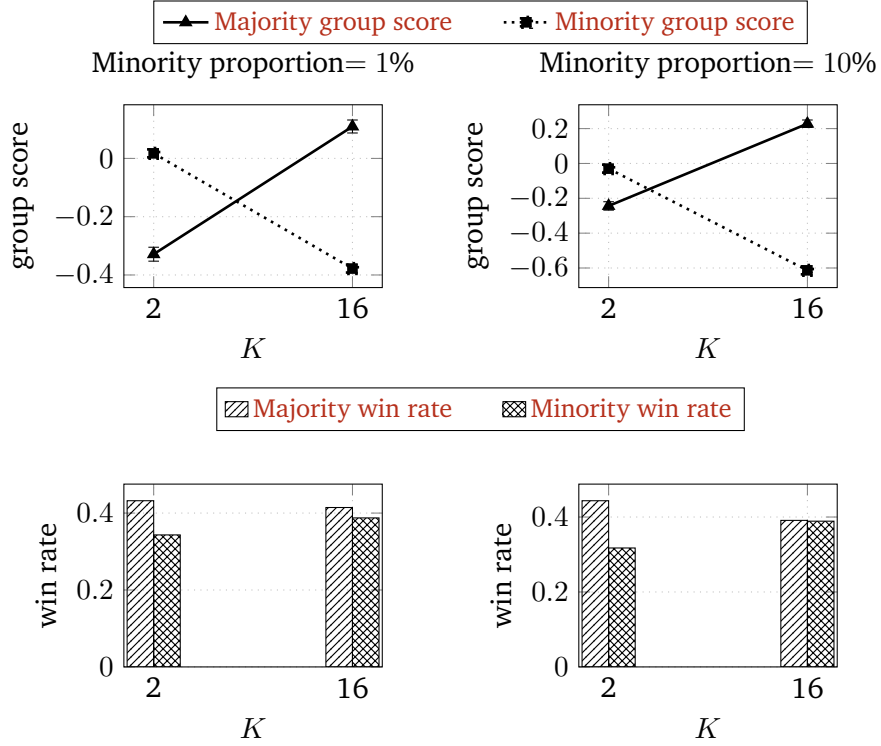 Majority group score Minority group score
Minority proportion= 1% Minority proportion= 10%
group score
0
−0.2
−0.4
2 16
K
group score
0.2
0
−0.2
−0.4
−0.6
2 16
K
Majority win rate Minority win rate
win rate
0.4
0.2
0
2 16
K
win rate
0.4
0.2
0
2 16
K